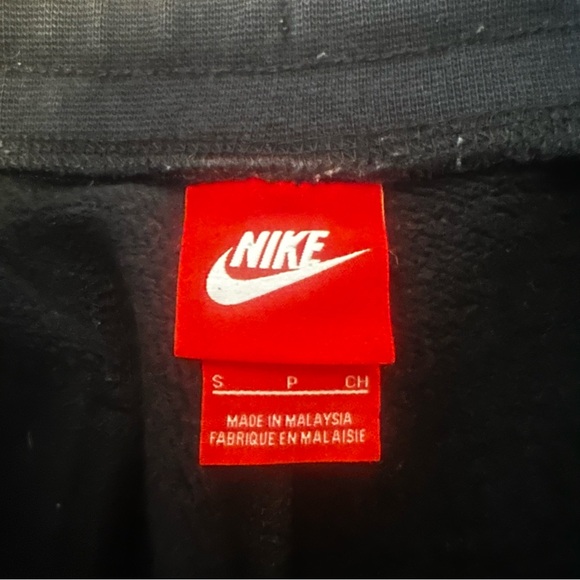 NIKE
S P CH
MADE IN MALAYSIA
FABRIQUE EN MALAISIE